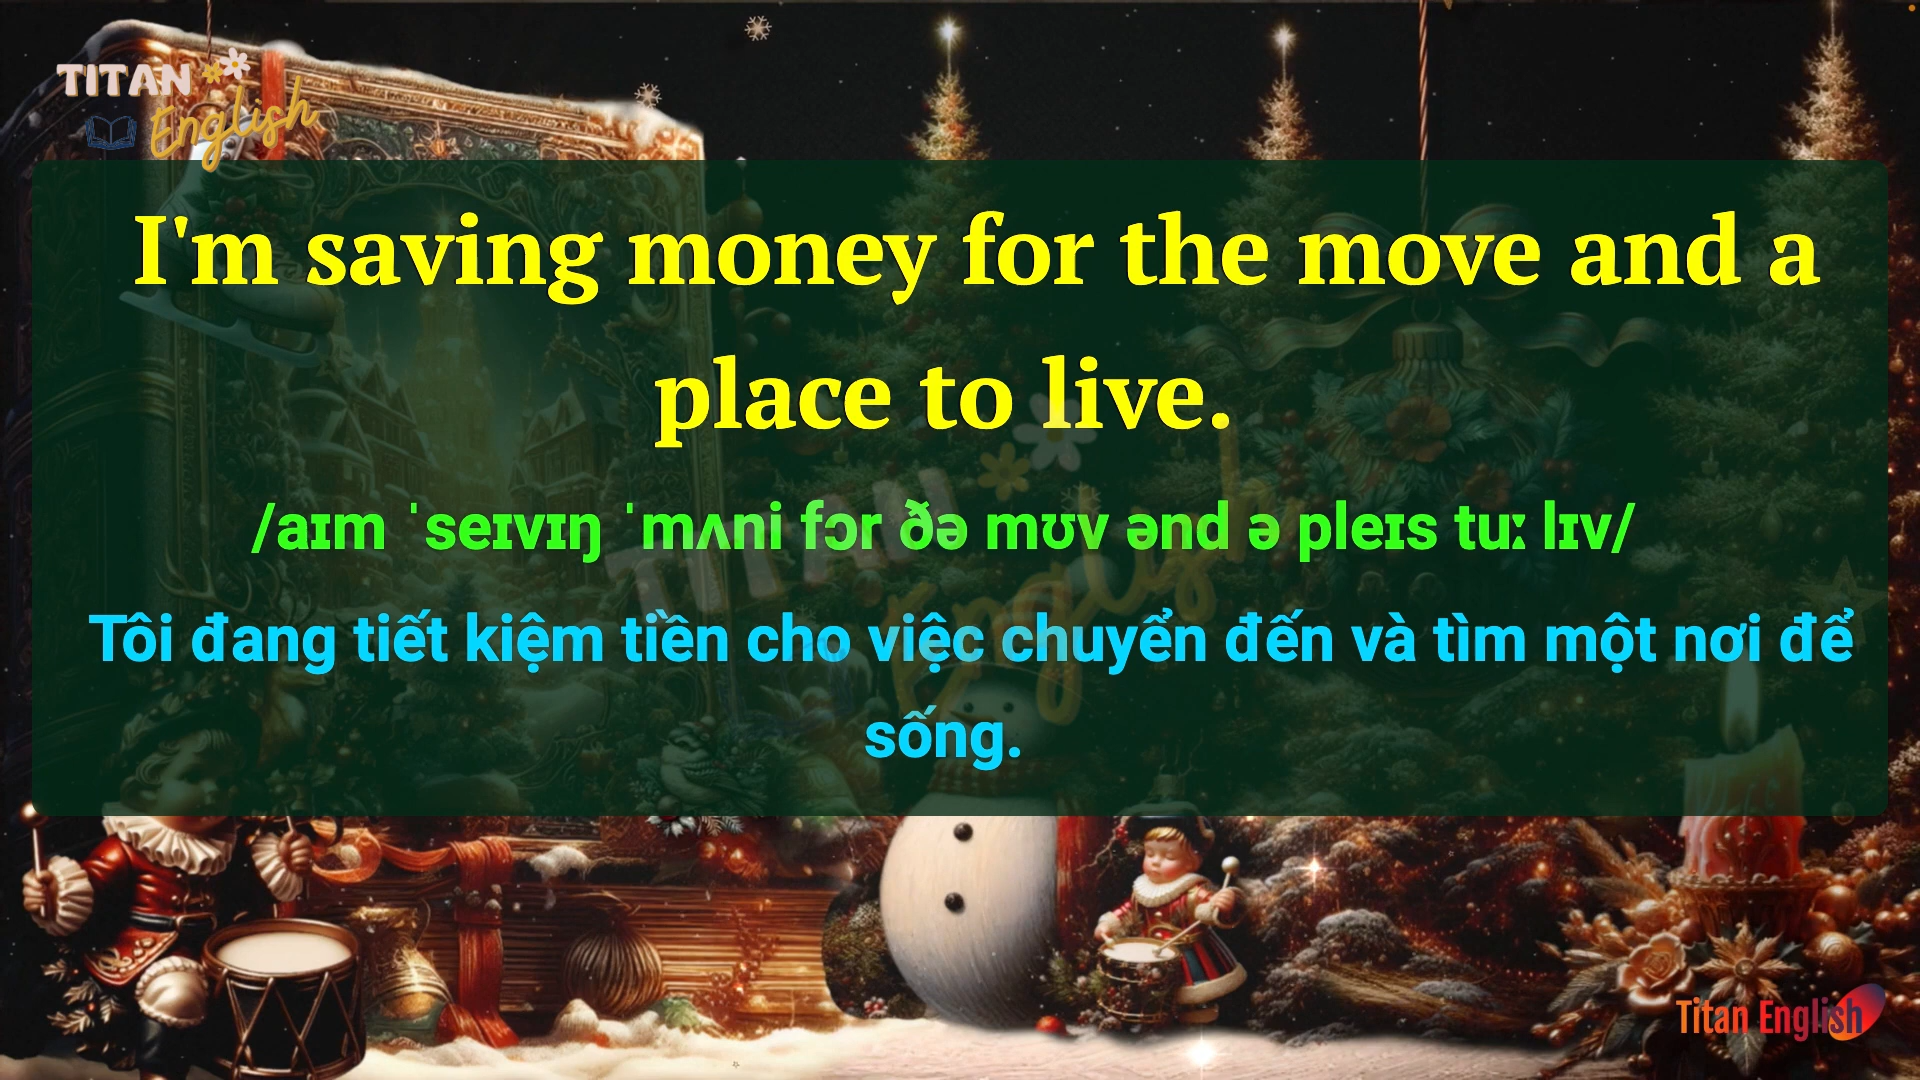 TITAN
English
I'm saving money for the move and a
place to live.
/aɪm ˈseɪvɪŋ ˈmʌni fɔr ðə mʊv ənd ə pleɪs tuː lɪv/
TITAN
English
Tôi đang tiết kiệm tiền cho việc chuyển đến và tìm một nơi để
sống.
Titan English